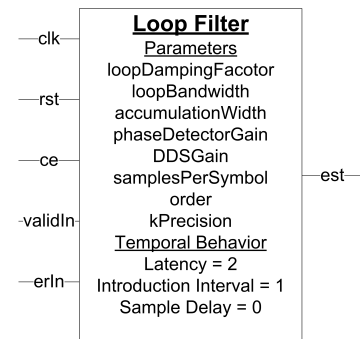 Loop Filter
Parameters
loopDampingFacotor
loopBandwidth
accumulationWidth
phaseDetectorGain
DDSGain
samplesPerSymbol
order
kPrecision
Temporal Behavior
Latency = 2
Introduction Interval = 1
Sample Delay = 0
clk
rst
ce
validIn
erIn
est